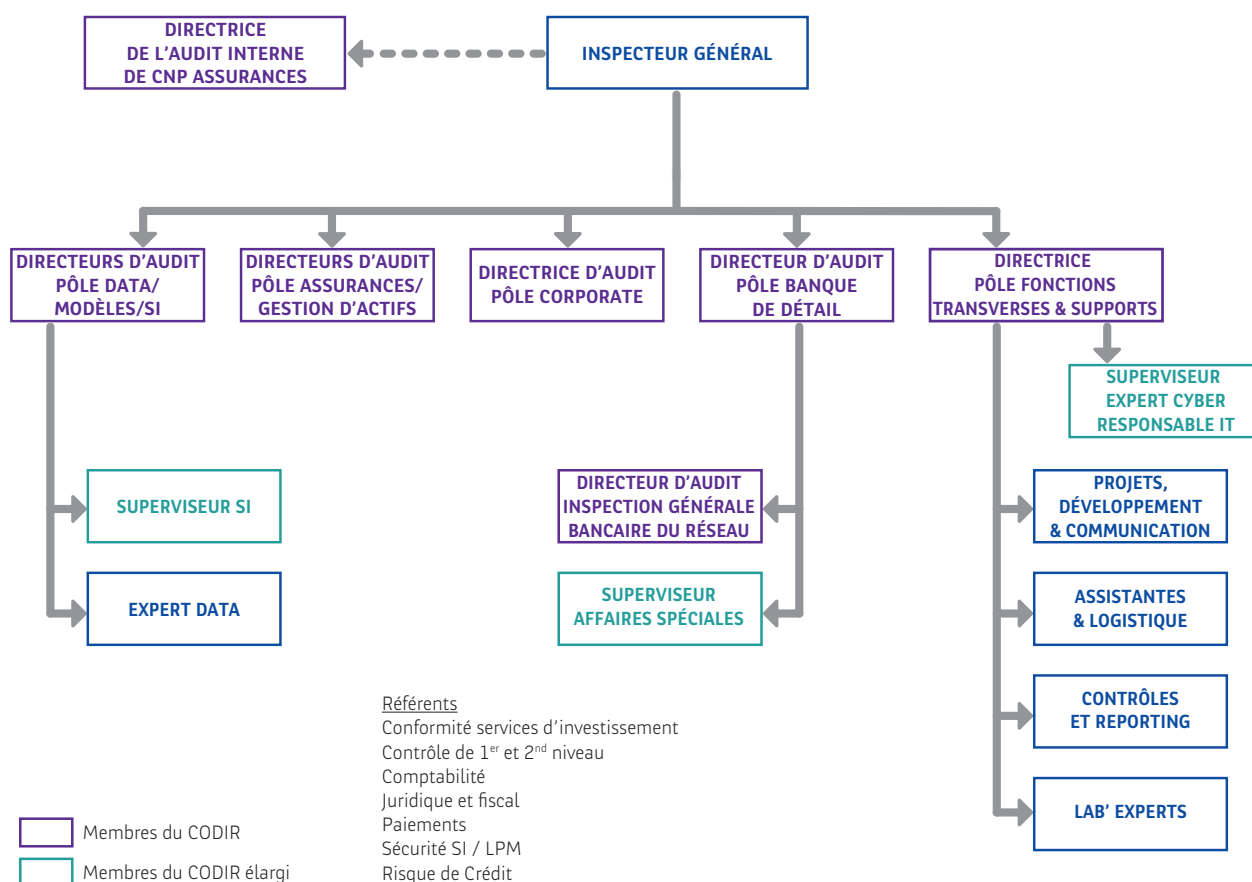 DIRECTRICE
DE L'AUDIT INTERNE
DE CNP ASSURANCES
INSPECTEUR GÉNÉRAL
DIRECTEURS D'AUDIT
PÔLE DATA/
MODÈLES/SI
DIRECTEURS D'AUDIT
PÔLE ASSURANCES/
GESTION D'ACTIFS
DIRECTRICE D'AUDIT
PÔLE CORPORATE
DIRECTEUR D'AUDIT
PÔLE BANQUE
DE DÉTAIL
DIRECTRICE
PÔLE FONCTIONS
TRANSVERSES & SUPPORTS
SUPERVISEUR
EXPERT CYBER
RESPONSABLE IT
SUPERVISEUR SI
EXPERT DATA
DIRECTEUR D'AUDIT
INSPECTION GÉNÉRALE
BANCAIRE DU RÉSEAU
SUPERVISEUR
AFFAIRES SPÉCIALES
PROJETS,
DÉVELOPPEMENT
& COMMUNICATION
ASSISTANTES
& LOGISTIQUE
CONTRÔLES
ET REPORTING
LAB' EXPERTS
Référents
Conformité services d'investissement
Contrôle de 1er et 2nd niveau
Comptabilité
Juridique et fiscal
Paiements
Sécurité SI / LPM
Risque de Crédit
Membres du CODIR
Membres du CODIR élargi